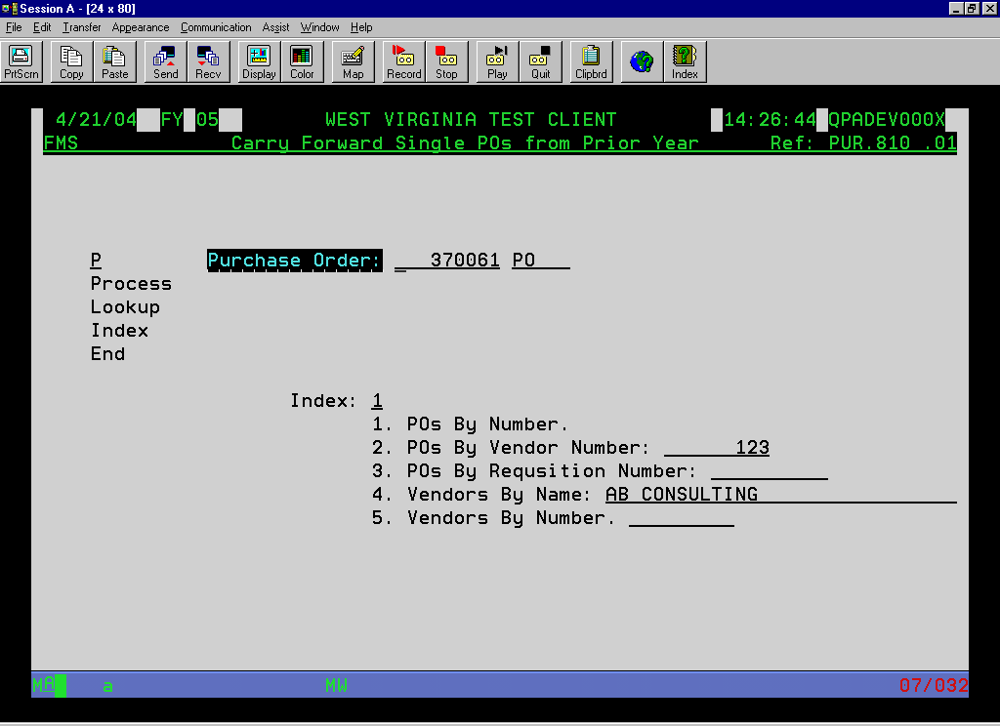 Session A - [24 x 80]
File Edit Transfer Appearance Communication Assist Window Help
PrtScrn Copy Paste Send Recv Display Color Map Record Stop Play Quit Clipbrd Index
4/21/04 FY 05 WEST VIRGINIA TEST CLIENT 14:26:44 QPADEV000X
FMS Carry Forward Single POs from Prior Year Ref: PUR.810 .01
P Purchase Order: 370061 PO
Process
Lookup
Index
End
Index: 1
1. POs By Number.
2. POs By Vendor Number: 123
3. POs By Requsition Number:
4. Vendors By Name: AB CONSULTING
5. Vendors By Number.
MA a MW 07/032